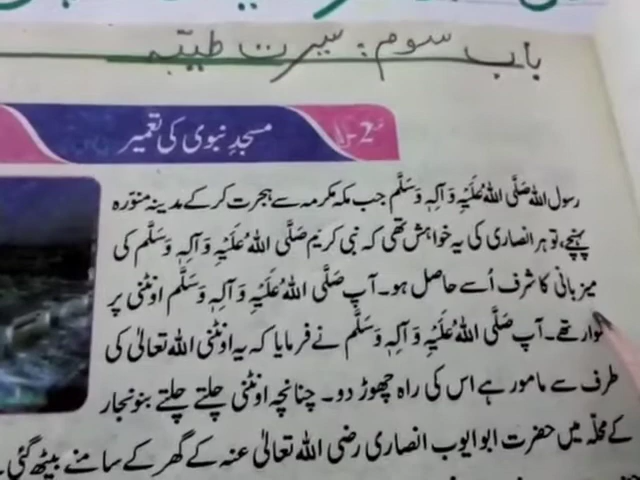 باب سوم: سیرت طیبہ
2-
مسجدِ نبوی کی تعمیر
رسول اللہ صَلَّی اللہُ عَلَیْہِ وَ آلِہٖ وَسَلَّم جب مکہ مکرمہ سے ہجرت کر کے مدینہ منوّرہ
پہنچے، تو ہر انصاری کی یہ خواہش تھی کہ نبی کریم صَلَّی اللہُ عَلَیْہِ وَ آلِہٖ وَسَلَّم کی
میزبانی کا شرف اُسے حاصل ہو۔ آپ صَلَّی اللہُ عَلَیْہِ وَ آلِہٖ وَسَلَّم اونٹنی پر
تھے۔ آپ صَلَّی اللہُ عَلَیْہِ وَ آلِہٖ وَسَلَّم نے فرمایا کہ یہ اونٹنی اللہ تعالیٰ کی
طرف سے مامور ہے اس کی راہ چھوڑ دو۔ چنانچہ اونٹنی چلتے چلتے بنو نجار
کے محلّہ میں حضرت ابو ایوب انصاری رضی اللہ تعالیٰ عنہ کے گھر کے سامنے بیٹھ گئی۔